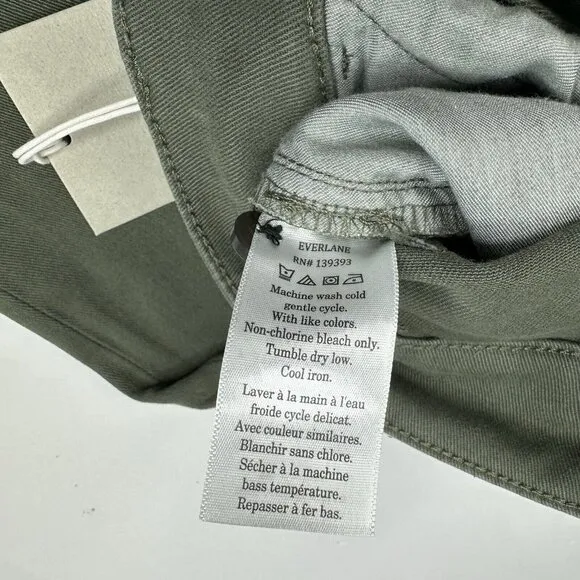 EVERLANE
RN# 139393
Machine wash cold
gentle cycle.
With like colors.
Non-chlorine bleach only.
Tumble dry low.
Cool iron.
Laver à la main à l'eau
froide cycle delicat.
Avec couleur similaires.
Blanchir sans chlore.
Sécher à la machine
bass température.
Repasser à fer bas.